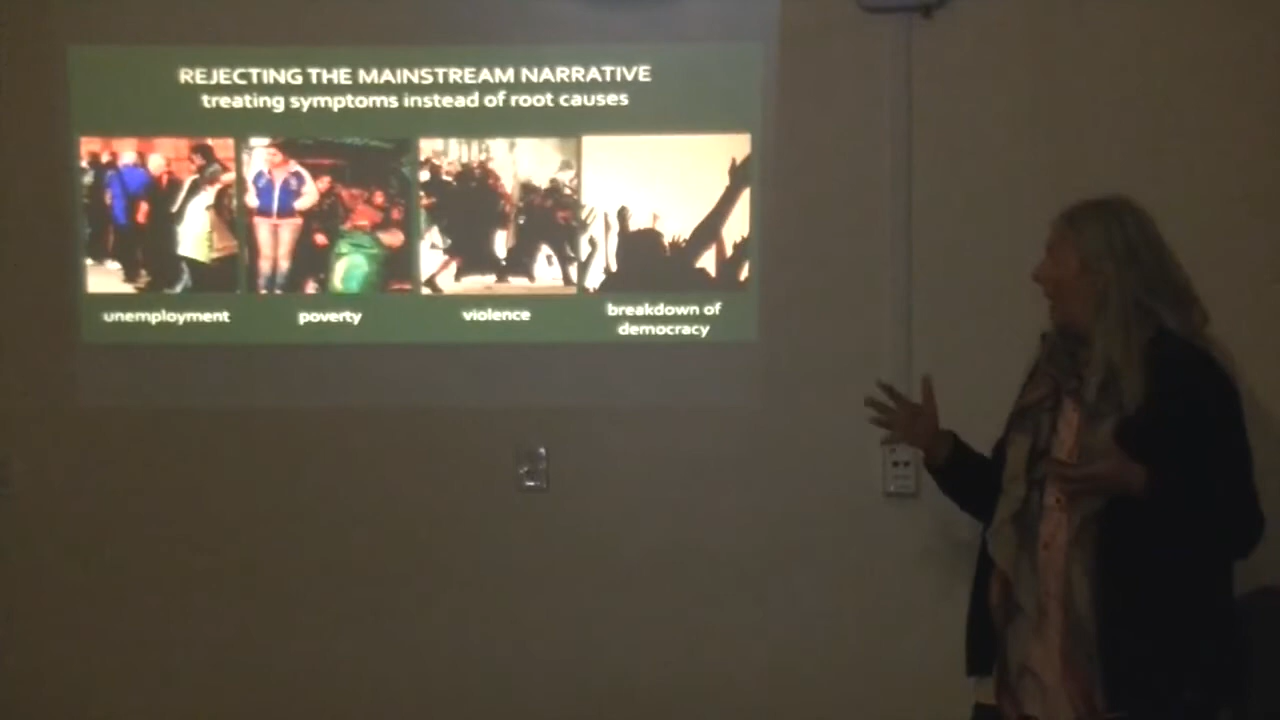 REJECTING THE MAINSTREAM NARRATIVE
treating symptoms instead of root causes
unemployment
poverty
violence
breakdown of
democracy